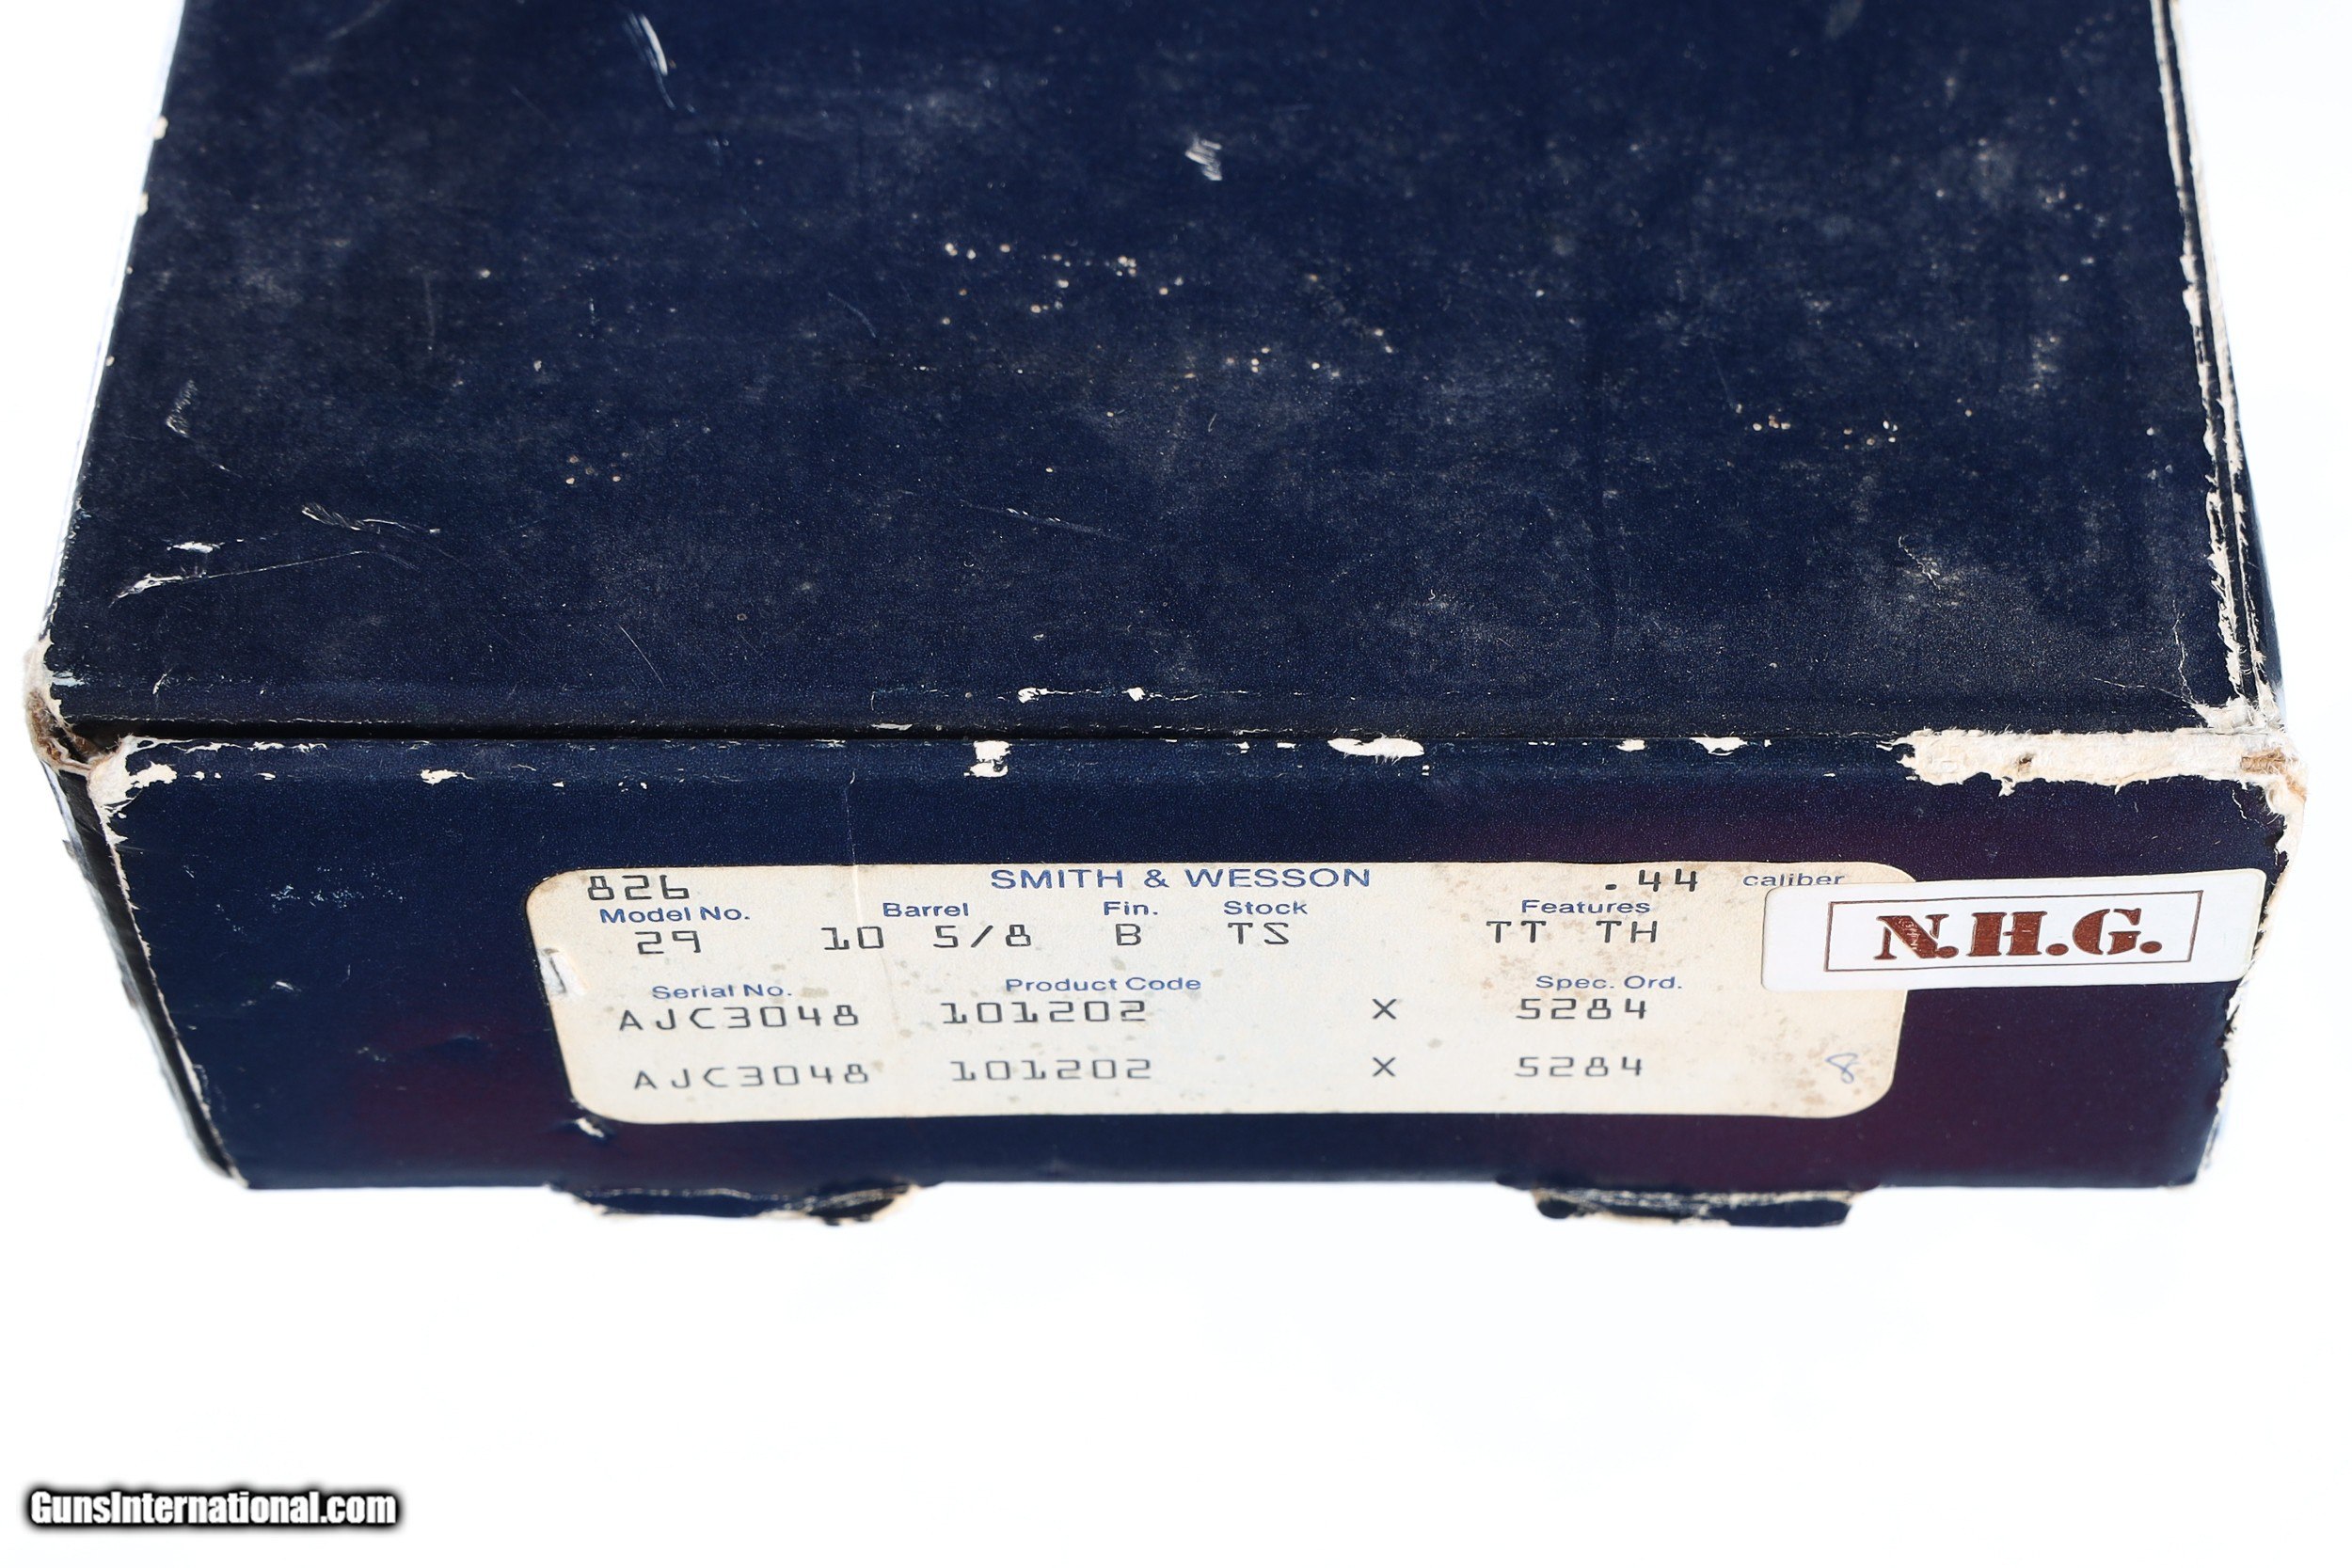 826 SMITH & WESSON .44 caliber
Model No. Barrel Fin. Stock Features
29 10 5/8 B TS TT TH
N.H.G.
Serial No. Product Code Spec. Ord.
AJC3048 101202 X 5284
AJC3048 101202 X 5284 8
GunsInternational.com